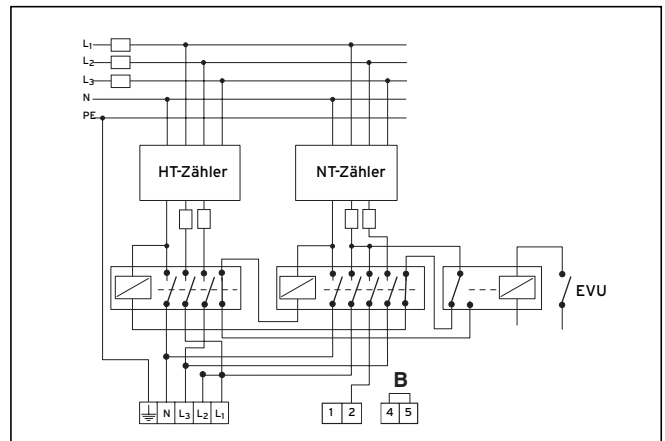 L1
L2
L3
N
PE
HT-Zähler
NT-Zähler
EVU
B
N L3 L2 L1
1 2
4 5